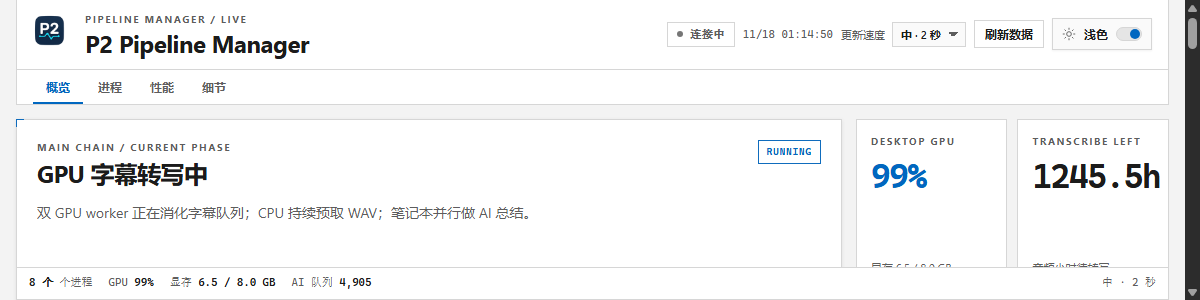 P2
PIPELINE MANAGER / LIVE
P2 Pipeline Manager
连接中
11/18 01:14:50
更新速度
中 · 2 秒
刷新数据
浅色
概览
进程
性能
细节
MAIN CHAIN / CURRENT PHASE
RUNNING
GPU 字幕转写中
双 GPU worker 正在消化字幕队列；CPU 持续预取 WAV；笔记本并行做 AI 总结。
DESKTOP GPU
99%
TRANSCRIBE LEFT
1245.5h
8 个 个进程 GPU 99% 显存 6.5 / 8.0 GB AI 队列 4,905
中 · 2 秒